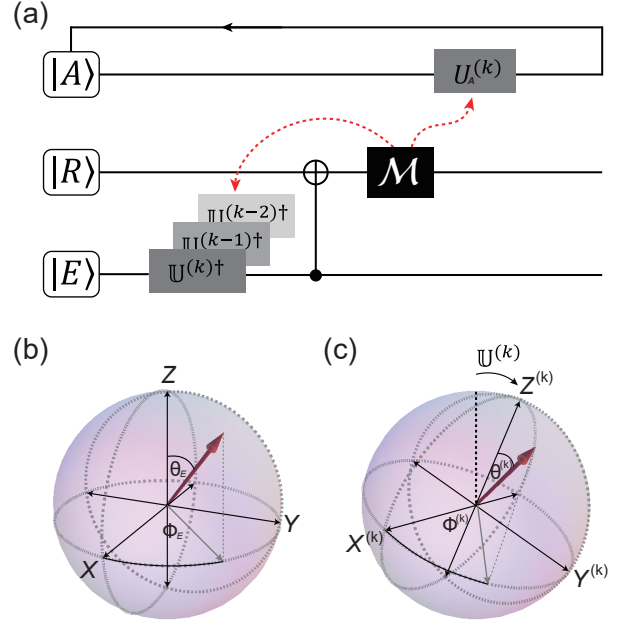 (a)
|A⟩
U_A^(k)
|R⟩
ℳ
𝕌^(k−2)†
𝕌^(k−1)†
𝕌^(k)†
|E⟩
(b)
(c)
𝕌^(k)
Z
Z^(k)
θ_E
θ^(k)
Φ_E
Φ^(k)
X
Y
X^(k)
Y^(k)